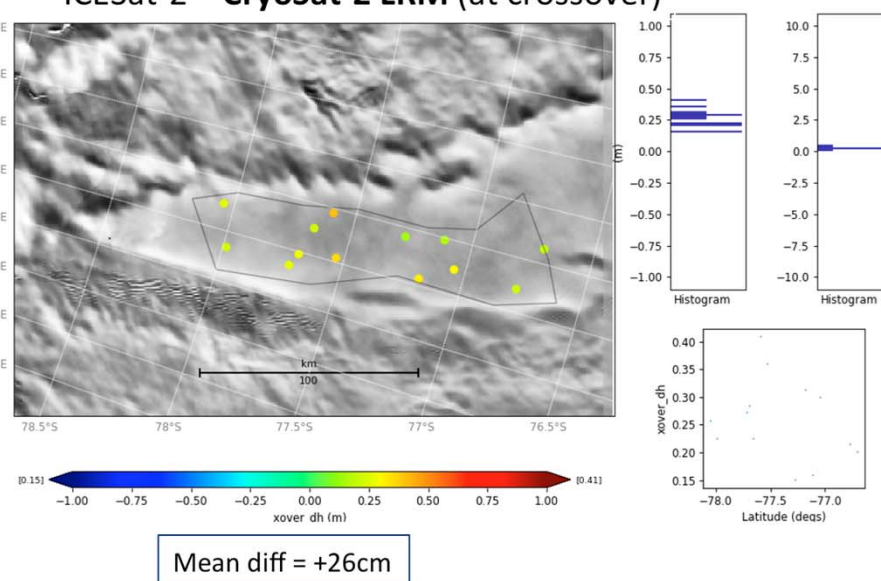 ICESat-2 – CryoSat-2 LRM (at crossover)
E
E
E
E
E
E
E
E
km
100
78.5°S 78°S 77.5°S 77°S 76.5°S
[0.15] [0.41]
−1.00 −0.75 −0.50 −0.25 0.00 0.25 0.50 0.75 1.00
xover_dh (m)
Mean diff = +26cm
1.00
0.75
0.50
0.25
0.00
−0.25
−0.50
−0.75
−1.00
(m)
Histogram
10.0
7.5
5.0
2.5
0.0
−2.5
−5.0
−7.5
−10.0
Histogram
0.40
0.35
0.30
0.25
0.20
0.15
xover_dh
−78.0 −77.5 −77.0
Latitude (degs)